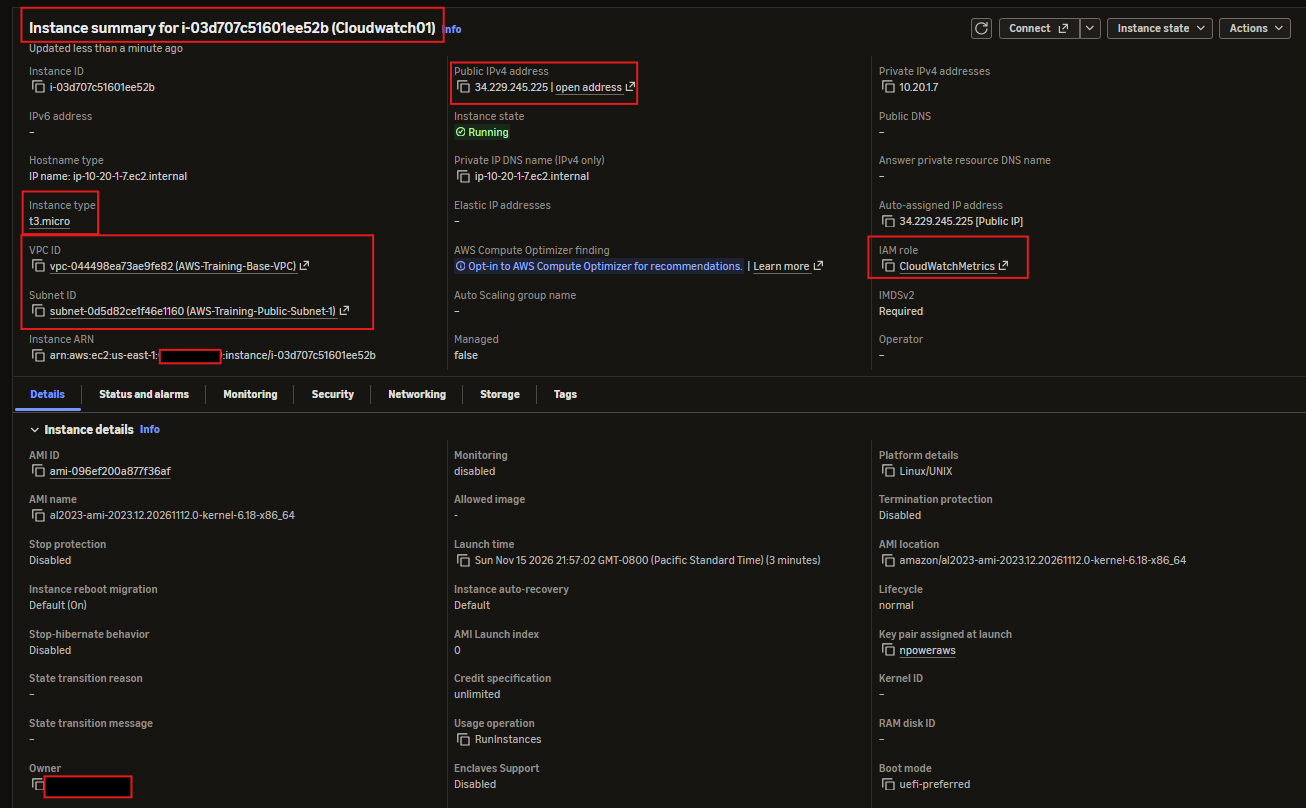 Instance summary for i-03d707c51601ee52b (Cloudwatch01) Info
Connect
Instance state
Actions
Updated less than a minute ago
Instance ID
i-03d707c51601ee52b
Public IPv4 address
34.229.245.225 | open address
Private IPv4 addresses
10.20.1.7
IPv6 address
–
Instance state
Running
Public DNS
–
Hostname type
IP name: ip-10-20-1-7.ec2.internal
Private IP DNS name (IPv4 only)
ip-10-20-1-7.ec2.internal
Answer private resource DNS name
–
Instance type
t3.micro
Elastic IP addresses
–
Auto-assigned IP address
34.229.245.225 [Public IP]
VPC ID
vpc-044498ea73ae9fe82 (AWS-Training-Base-VPC)
AWS Compute Optimizer finding
Opt-in to AWS Compute Optimizer for recommendations. | Learn more
IAM role
CloudWatchMetrics
Subnet ID
subnet-0d5d82ce1f46e1160 (AWS-Training-Public-Subnet-1)
Auto Scaling group name
–
IMDSv2
Required
Instance ARN
arn:aws:ec2:us-east-1: :instance/i-03d707c51601ee52b
Managed
false
Operator
–
Details
Status and alarms
Monitoring
Security
Networking
Storage
Tags
Instance details Info
AMI ID
ami-096ef200a877f36af
Monitoring
disabled
Platform details
Linux/UNIX
AMI name
al2023-ami-2023.12.20261112.0-kernel-6.18-x86_64
Allowed image
-
Termination protection
Disabled
Stop protection
Disabled
Launch time
Sun Nov 15 2026 21:57:02 GMT-0800 (Pacific Standard Time) (3 minutes)
AMI location
amazon/al2023-ami-2023.12.20261112.0-kernel-6.18-x86_64
Instance reboot migration
Default (On)
Instance auto-recovery
Default
Lifecycle
normal
Stop-hibernate behavior
Disabled
AMI Launch index
0
Key pair assigned at launch
npoweraws
State transition reason
–
Credit specification
unlimited
Kernel ID
–
State transition message
–
Usage operation
RunInstances
RAM disk ID
–
Owner
Enclaves Support
Disabled
Boot mode
uefi-preferred